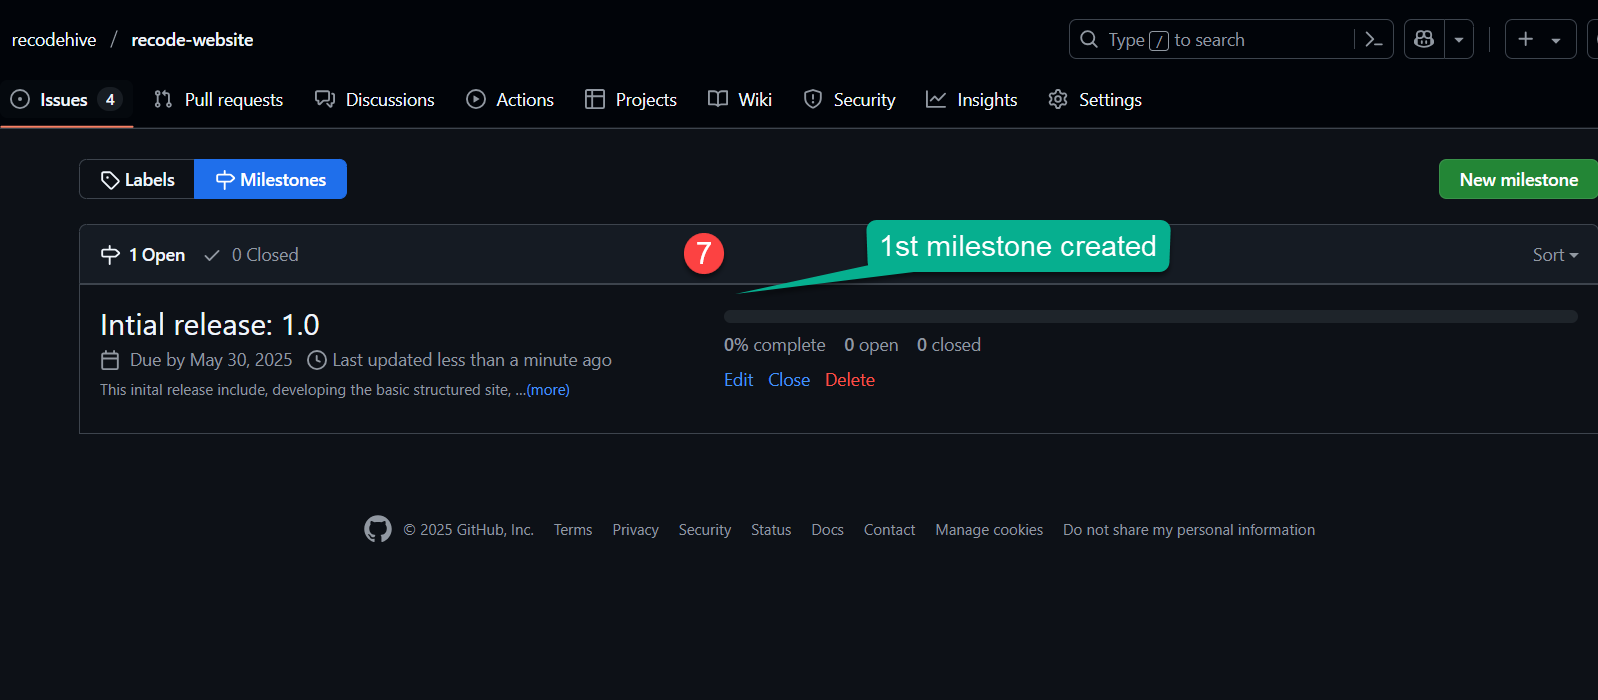 recodehive / recode-website
Type / to search
Issues 4 Pull requests Discussions Actions Projects Wiki Security Insights Settings
Labels Milestones
New milestone
1 Open 0 Closed
7
1st milestone created
Sort
Intial release: 1.0
Due by May 30, 2025 Last updated less than a minute ago
This inital release include, developing the basic structured site, ...(more)
0% complete 0 open 0 closed
Edit Close Delete
© 2025 GitHub, Inc. Terms Privacy Security Status Docs Contact Manage cookies Do not share my personal information